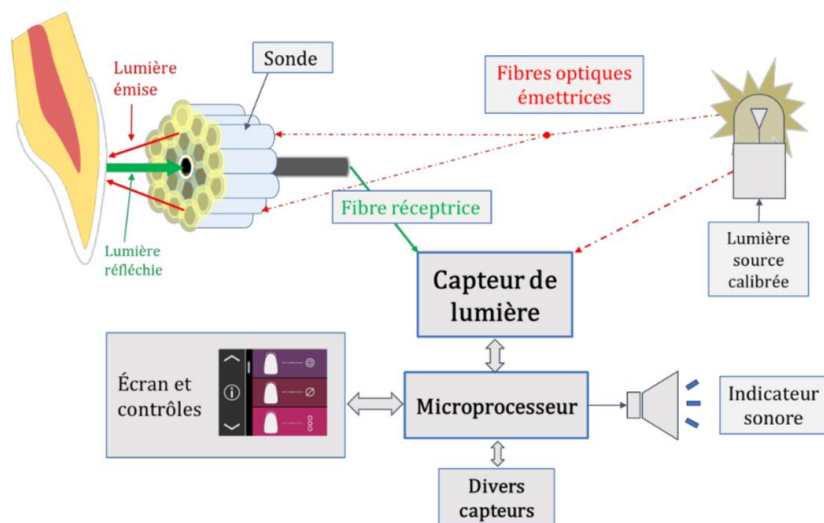 Lumière
émise
Sonde
Fibres optiques
émettrices
Lumière
réfléchie
Fibre réceptrice
Lumière
source
calibrée
Capteur de
lumière
Écran et
contrôles
Microprocesseur
Indicateur
sonore
Divers
capteurs